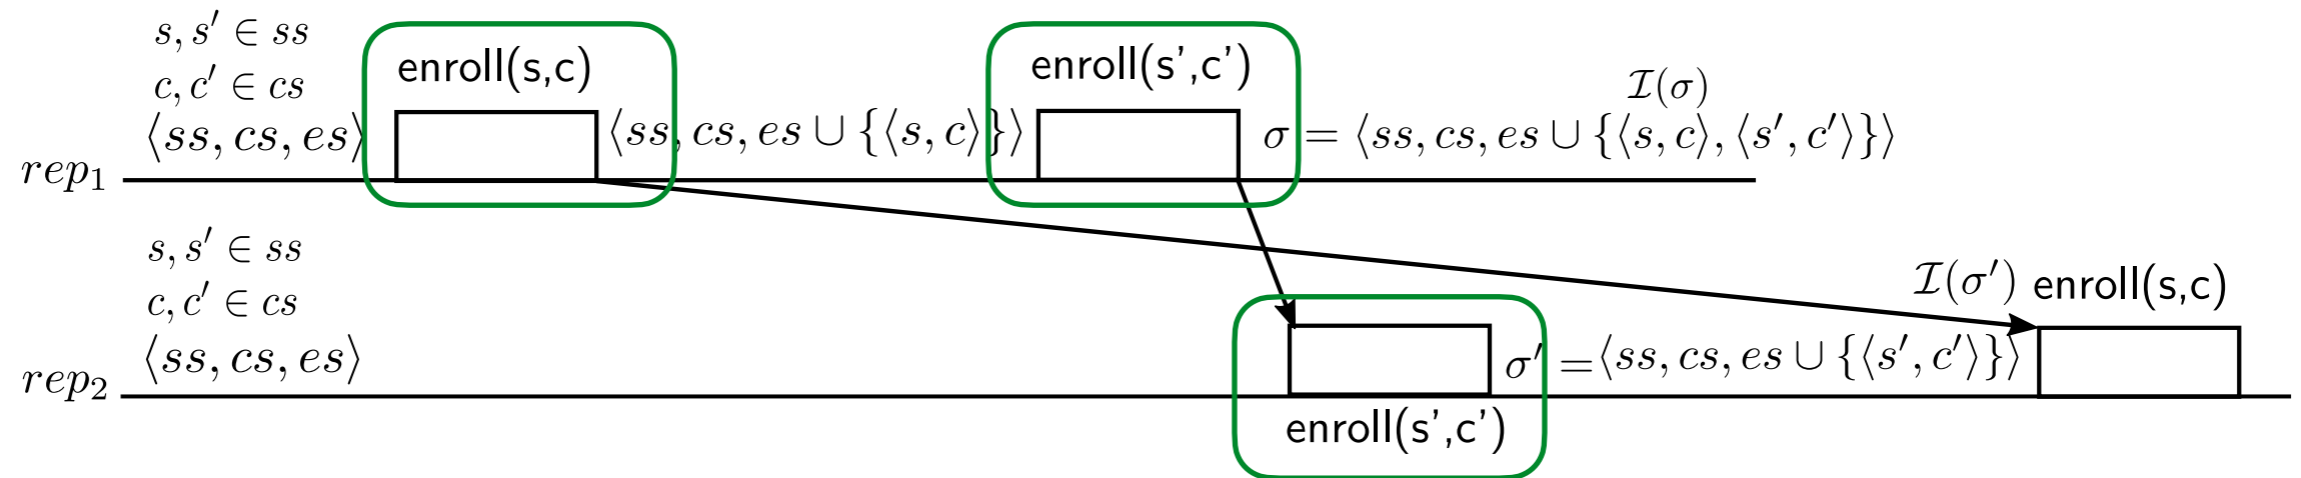 s, s′ ∈ ss
c, c′ ∈ cs
⟨ss, cs, es⟩
enroll(s,c)
⟨ss, cs, es ∪ {⟨s, c⟩}⟩
enroll(s’,c’)
I(σ)
σ = ⟨ss, cs, es ∪ {⟨s, c⟩, ⟨s′, c′⟩}⟩
rep₁
s, s′ ∈ ss
c, c′ ∈ cs
⟨ss, cs, es⟩
rep₂
enroll(s’,c’)
I(σ′)
σ′ = ⟨ss, cs, es ∪ {⟨s′, c′⟩}⟩
enroll(s,c)